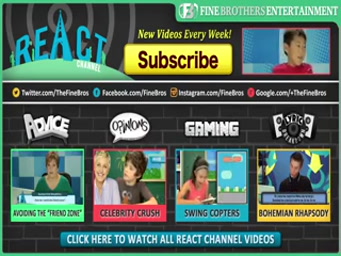 REACT
CHANNEL
FINE BROTHERS ENTERTAINMENT
New Videos Every Week!
Subscribe
Twitter.com/TheFineBros
Facebook.com/FineBros
Instagram.com/FineBros
Google.com/+TheFineBros
ADVICE
OPINIONS
GAMING
LYRIC
AVOIDING THE "FRIEND ZONE"
CELEBRITY CRUSH
SWING COPTERS
BOHEMIAN RHAPSODY
CLICK HERE TO WATCH ALL REACT CHANNEL VIDEOS